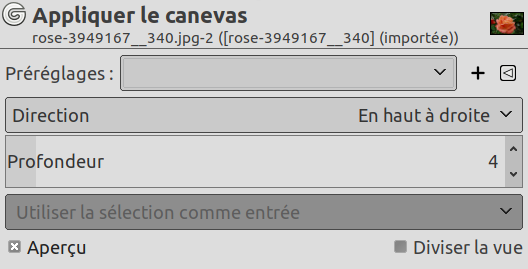 Appliquer le canevas
rose-3949167__340.jpg-2 ([rose-3949167__340] (importée))
Préréglages :
Direction En haut à droite
Profondeur 4
Utiliser la sélection comme entrée
Aperçu Diviser la vue